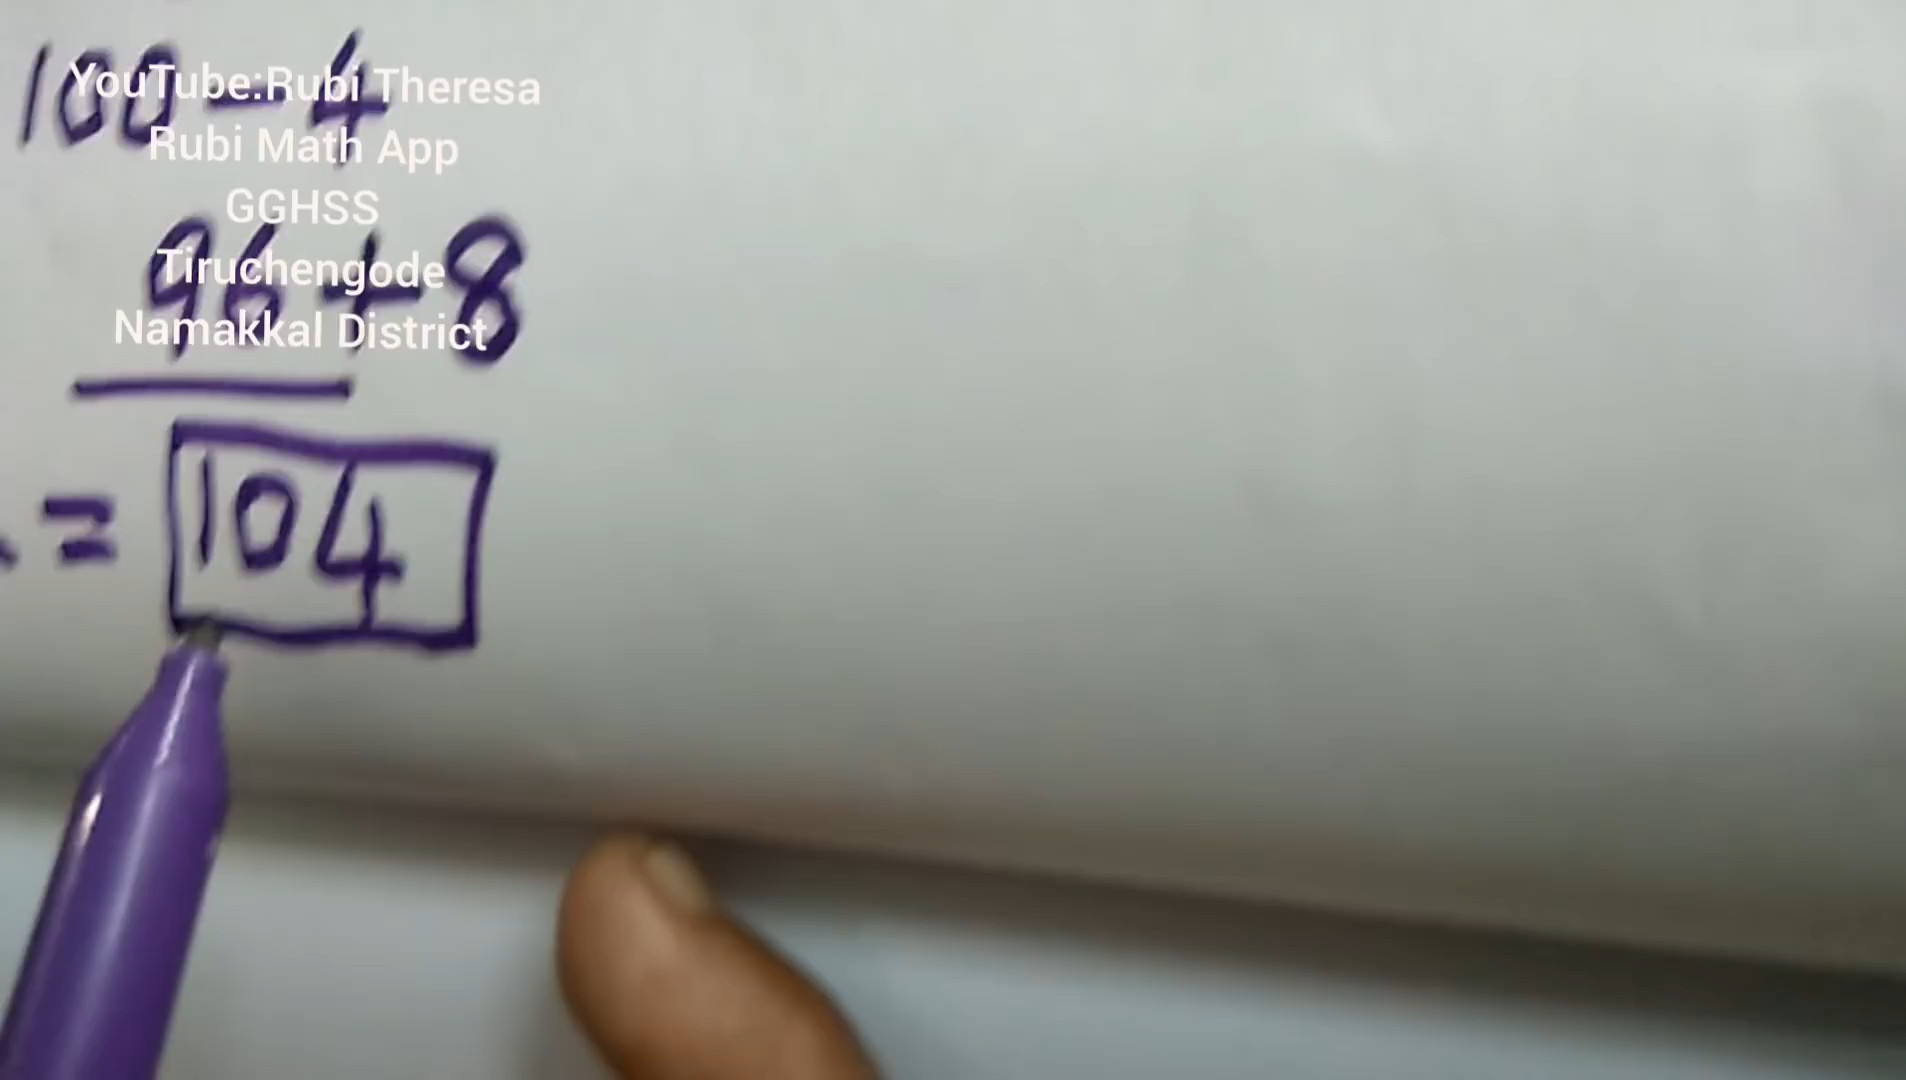 100-4
YouTube:Rubi Theresa
Rubi Math App
GGHSS
96+8
Tiruchengode
Namakkal District
= 104